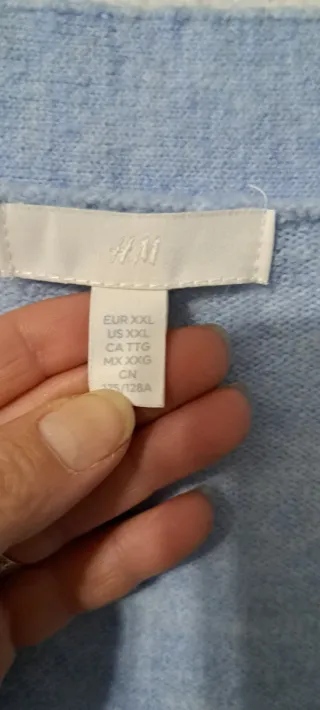 H&M
EUR XXL
US XXL
CA TTG
MX XXG
CN
175/128A